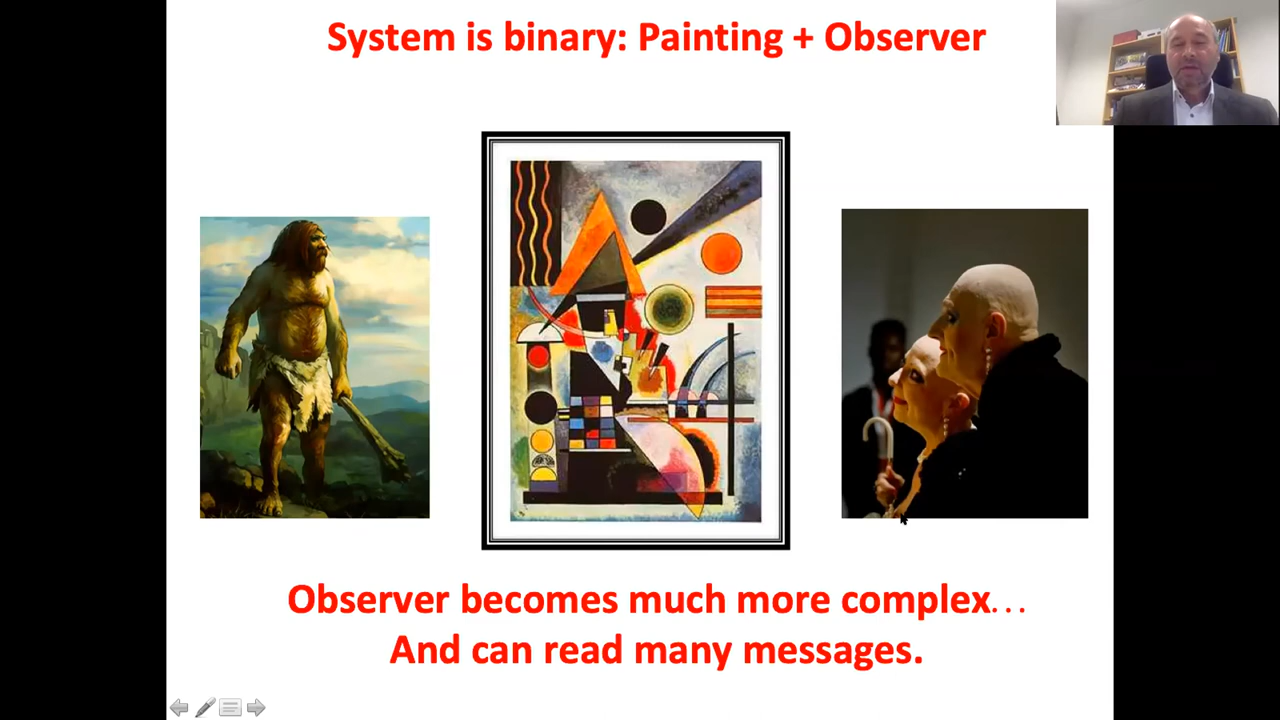 System is binary: Painting + Observer
Observer becomes much more complex…
And can read many messages.